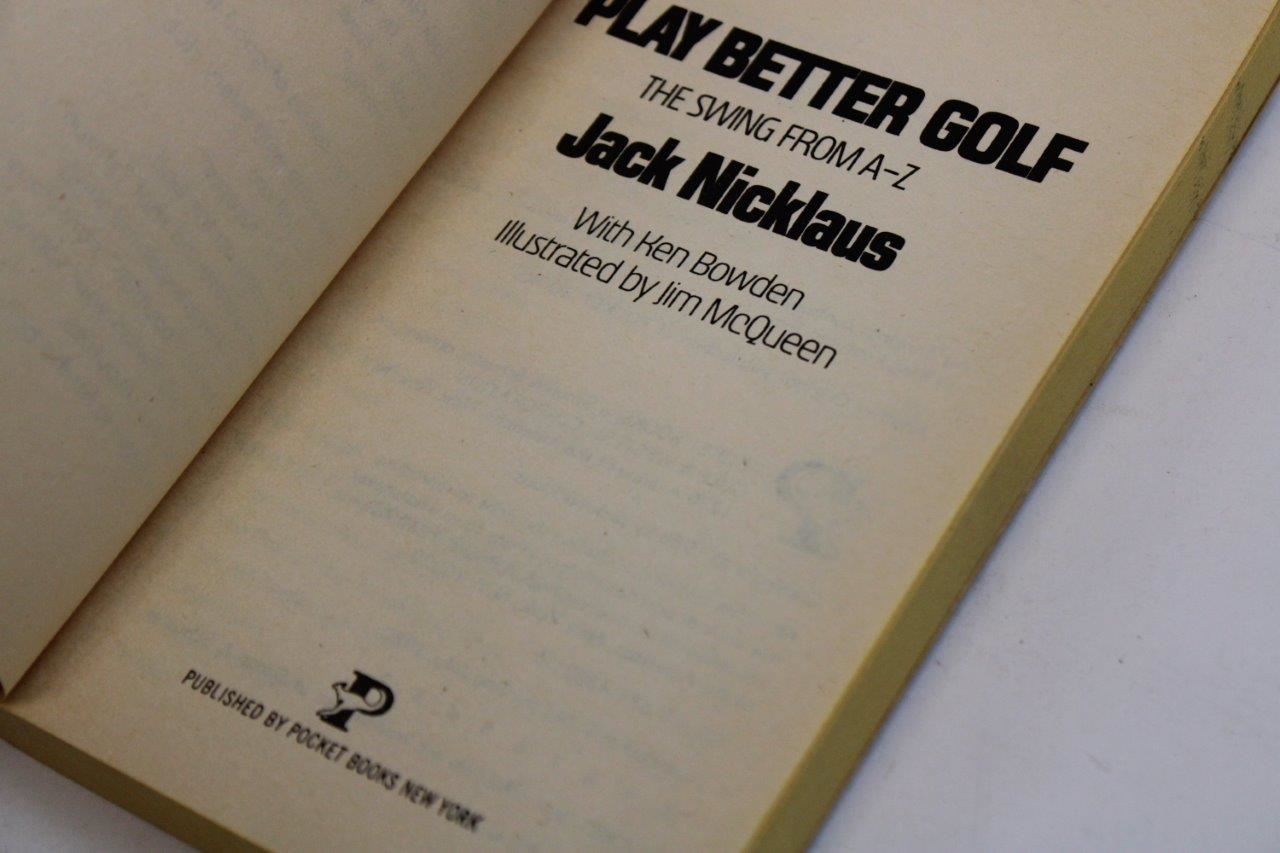 PLAY BETTER GOLF
THE SWING FROM A-Z
Jack Nicklaus
With Ken Bowden
Illustrated by Jim McQueen
P
PUBLISHED BY POCKET BOOKS NEW YORK